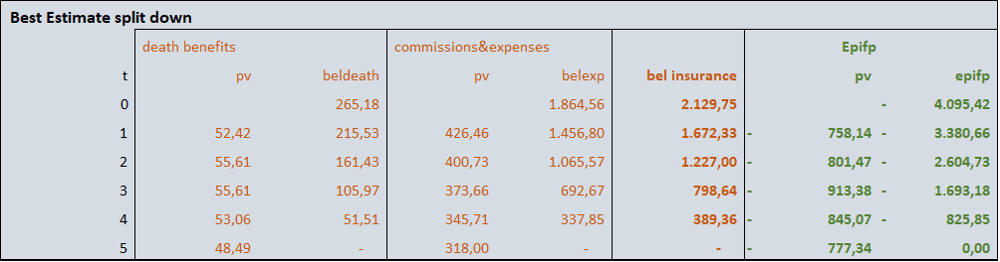 Best Estimate split down
death benefits commissions&expenses Epifp
t pv beldeath pv belexp bel insurance pv epifp
0 265,18 1.864,56 2.129,75 - 4.095,42
1 52,42 215,53 426,46 1.456,80 1.672,33 - 758,14 - 3.380,66
2 55,61 161,43 400,73 1.065,57 1.227,00 - 801,47 - 2.604,73
3 55,61 105,97 373,66 692,67 798,64 - 913,38 - 1.693,18
4 53,06 51,51 345,71 337,85 389,36 - 845,07 - 825,85
5 48,49 - 318,00 - - - 777,34 0,00